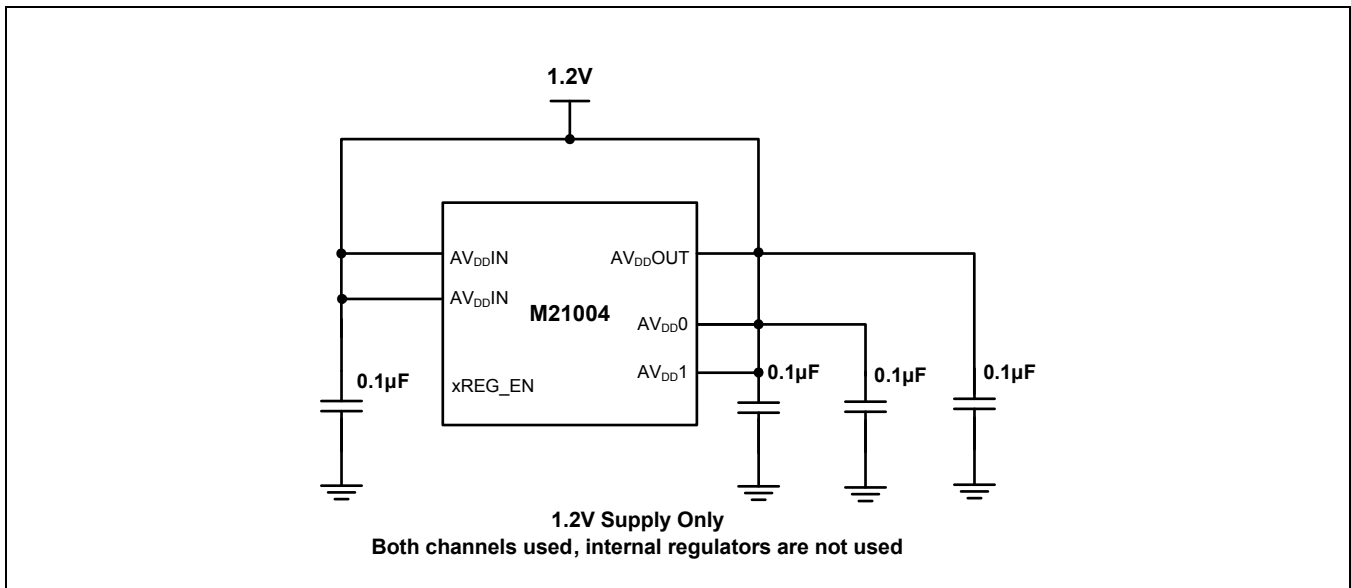 1.2V
AVDDIN
AVDDOUT
AVDDIN
M21004
AVDD0
0.1µF
xREG_EN
AVDD1
0.1µF
0.1µF
0.1µF
1.2V Supply Only
Both channels used, internal regulators are not used